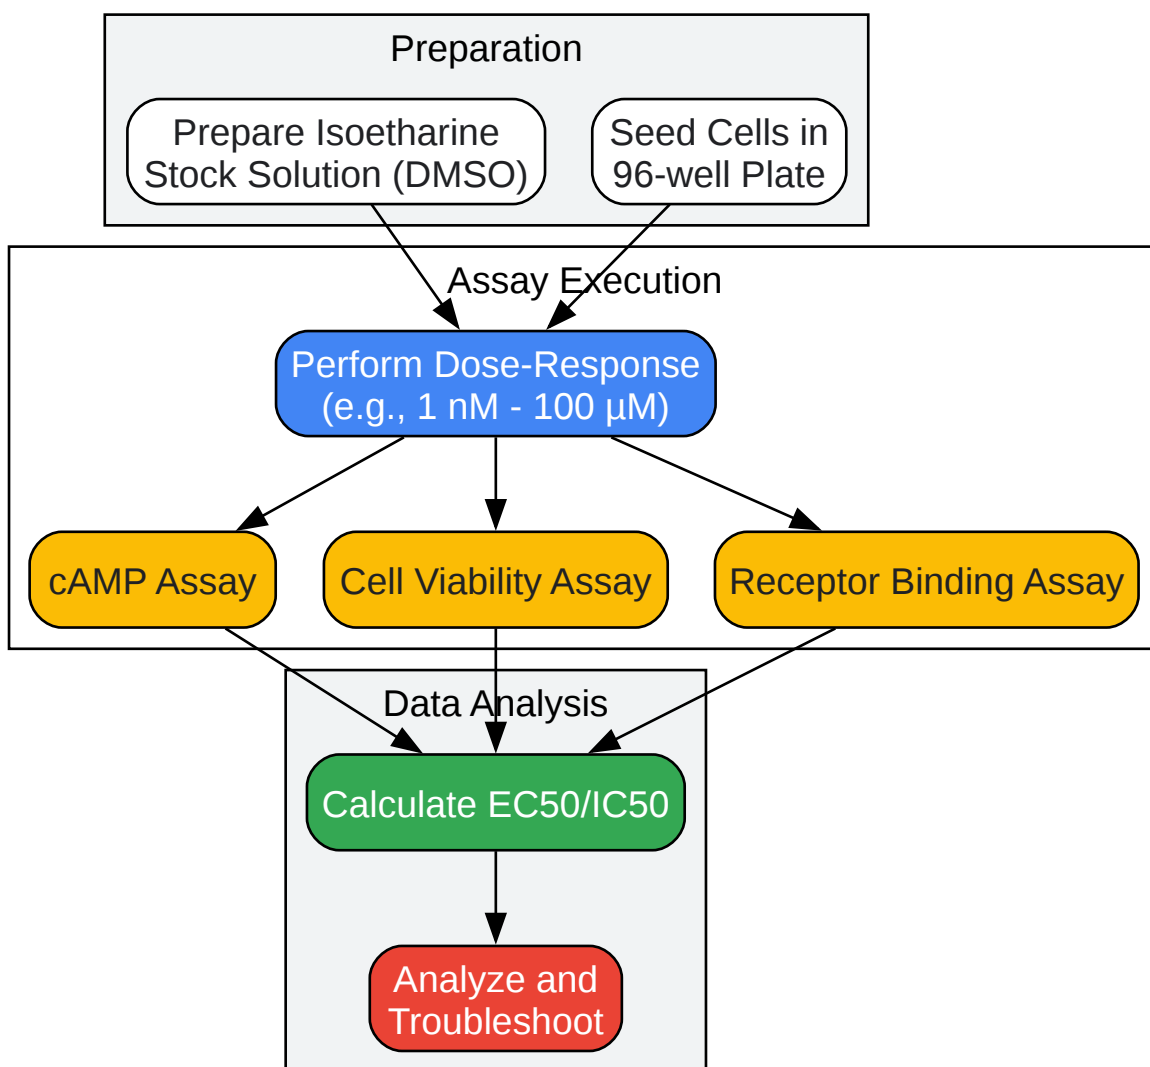 Preparation
Prepare Isoetharine
Stock Solution (DMSO)
Seed Cells in
96-well Plate
Assay Execution
Perform Dose-Response
(e.g., 1 nM - 100 µM)
cAMP Assay
Cell Viability Assay
Receptor Binding Assay
Data Analysis
Calculate EC50/IC50
Analyze and
Troubleshoot